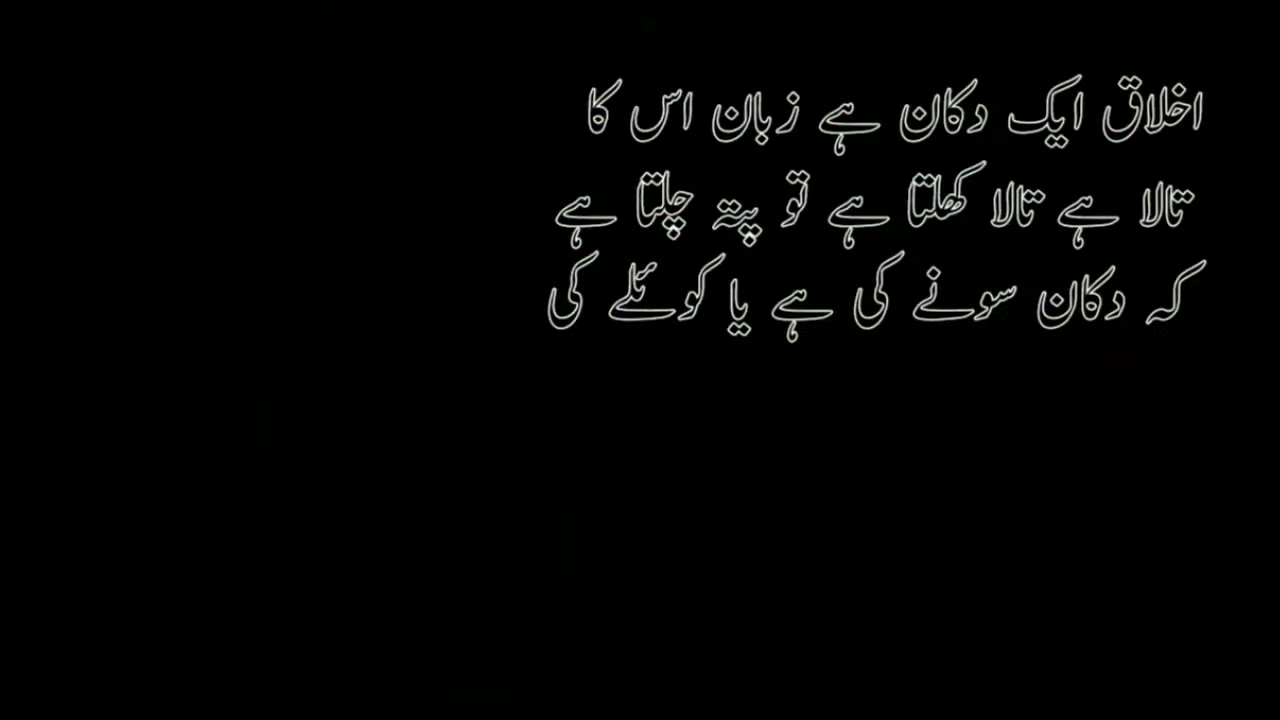 اخلاق ایک دکان ہے زبان اس کا
تالا ہے تالا کھلتا ہے تو پتہ چلتا ہے
کہ دکان سونے کی ہے یا کوئلے کی